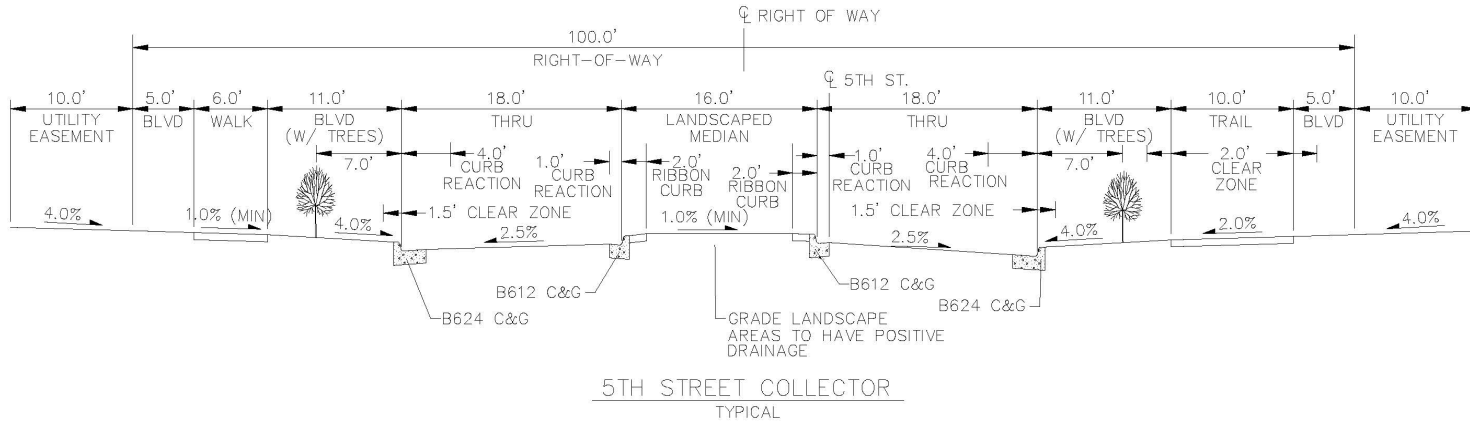 ℄ RIGHT OF WAY
100.0'
RIGHT-OF-WAY
℄ 5TH ST.
10.0'
UTILITY
EASEMENT
5.0'
BLVD
6.0'
WALK
11.0'
BLVD
(W/ TREES)
18.0'
THRU
16.0'
LANDSCAPED
MEDIAN
18.0'
THRU
11.0'
BLVD
(W/ TREES)
10.0'
TRAIL
5.0'
BLVD
10.0'
UTILITY
EASEMENT
7.0'
4.0'
CURB
REACTION
1.0'
CURB
REACTION
2.0'
RIBBON
CURB
2.0'
RIBBON
CURB
1.0'
CURB
REACTION
4.0'
CURB
REACTION
7.0'
2.0'
CLEAR
ZONE
1.5' CLEAR ZONE
1.5' CLEAR ZONE
4.0%
1.0% (MIN)
4.0%
2.5%
1.0% (MIN)
2.5%
4.0%
2.0%
4.0%
B624 C&G
B612 C&G
B612 C&G
B624 C&G
GRADE LANDSCAPE
AREAS TO HAVE POSITIVE
DRAINAGE
5TH STREET COLLECTOR
TYPICAL